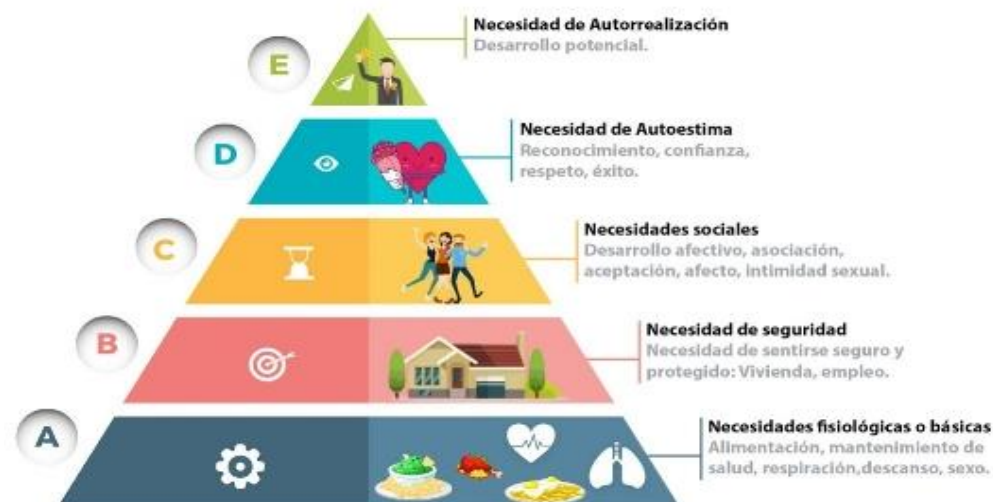 E
Necesidad de Autorrealización
Desarrollo potencial.
D
Necesidad de Autoestima
Reconocimiento, confianza,
respeto, éxito.
C
Necesidades sociales
Desarrollo afectivo, asociación,
aceptación, afecto, intimidad sexual.
B
Necesidad de seguridad
Necesidad de sentirse seguro y
protegido: Vivienda, empleo.
A
Necesidades fisiológicas o básicas
Alimentación, mantenimiento de
salud, respiración,descanso, sexo.